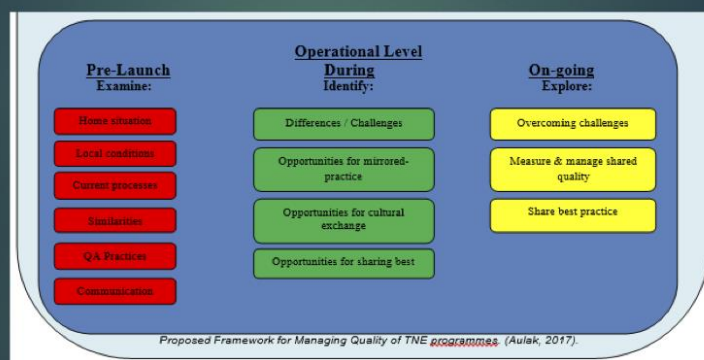 Operational Level
Pre-Launch
Examine:
Home situation
Local conditions
Current processes
Similarities
QA Practices
Communication
During
Identify:
Differences / Challenges
Opportunities for mirrored-
practice
Opportunities for cultural
exchange
Opportunities for sharing best
On-going
Explore:
Overcoming challenges
Measure & manage shared
quality
Share best practice
Proposed Framework for Managing Quality of TNE programmes. (Aulak, 2017).